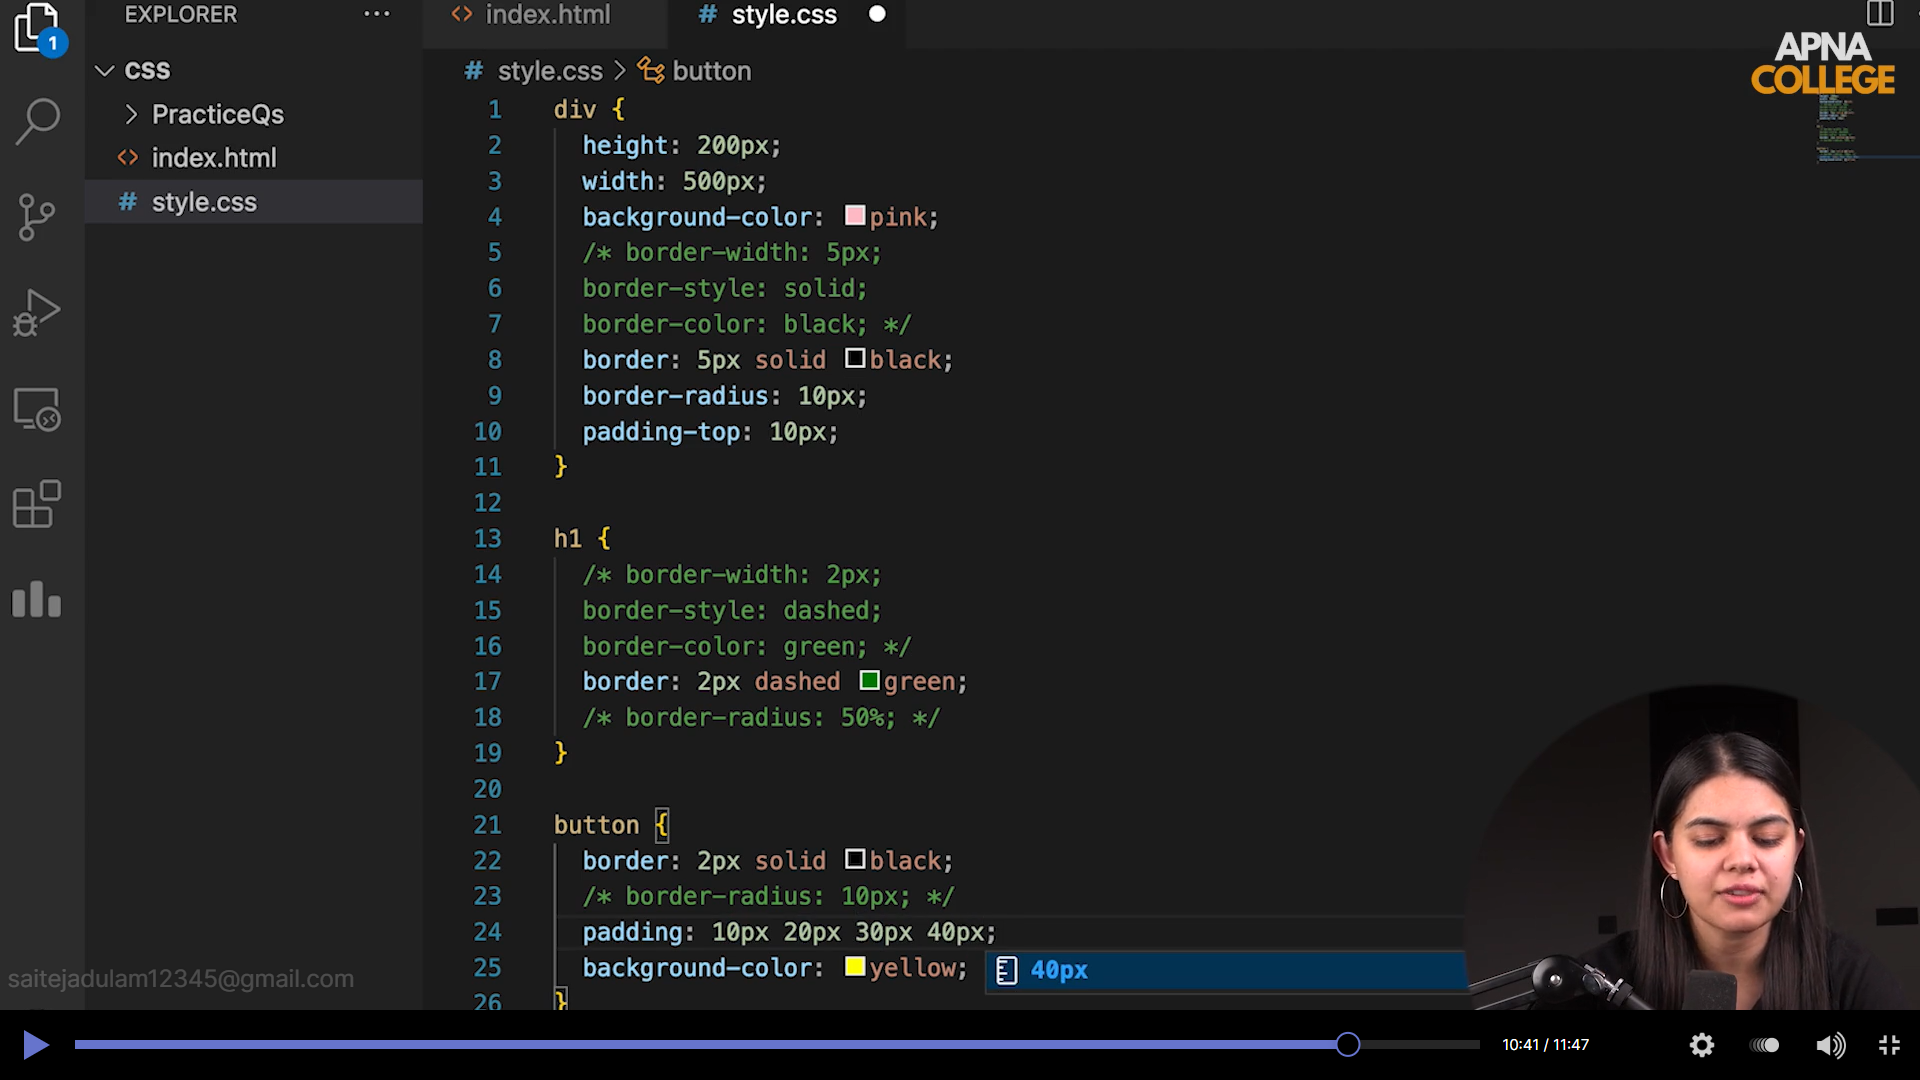 EXPLORER ··· <> index.html # style.css ●
1
APNA
COLLEGE
CSS
# style.css > button
PracticeQs
<> index.html
# style.css
1 div {
2 height: 200px;
3 width: 500px;
4 background-color: pink;
5 /* border-width: 5px;
6 border-style: solid;
7 border-color: black; */
8 border: 5px solid black;
9 border-radius: 10px;
10 padding-top: 10px;
11 }
12
13 h1 {
14 /* border-width: 2px;
15 border-style: dashed;
16 border-color: green; */
17 border: 2px dashed green;
18 /* border-radius: 50%; */
19 }
20
21 button {
22 border: 2px solid black;
23 /* border-radius: 10px; */
24 padding: 10px 20px 30px 40px;
25 background-color: yellow;
40px
26 }
saitejadulam12345@gmail.com
10:41 / 11:47